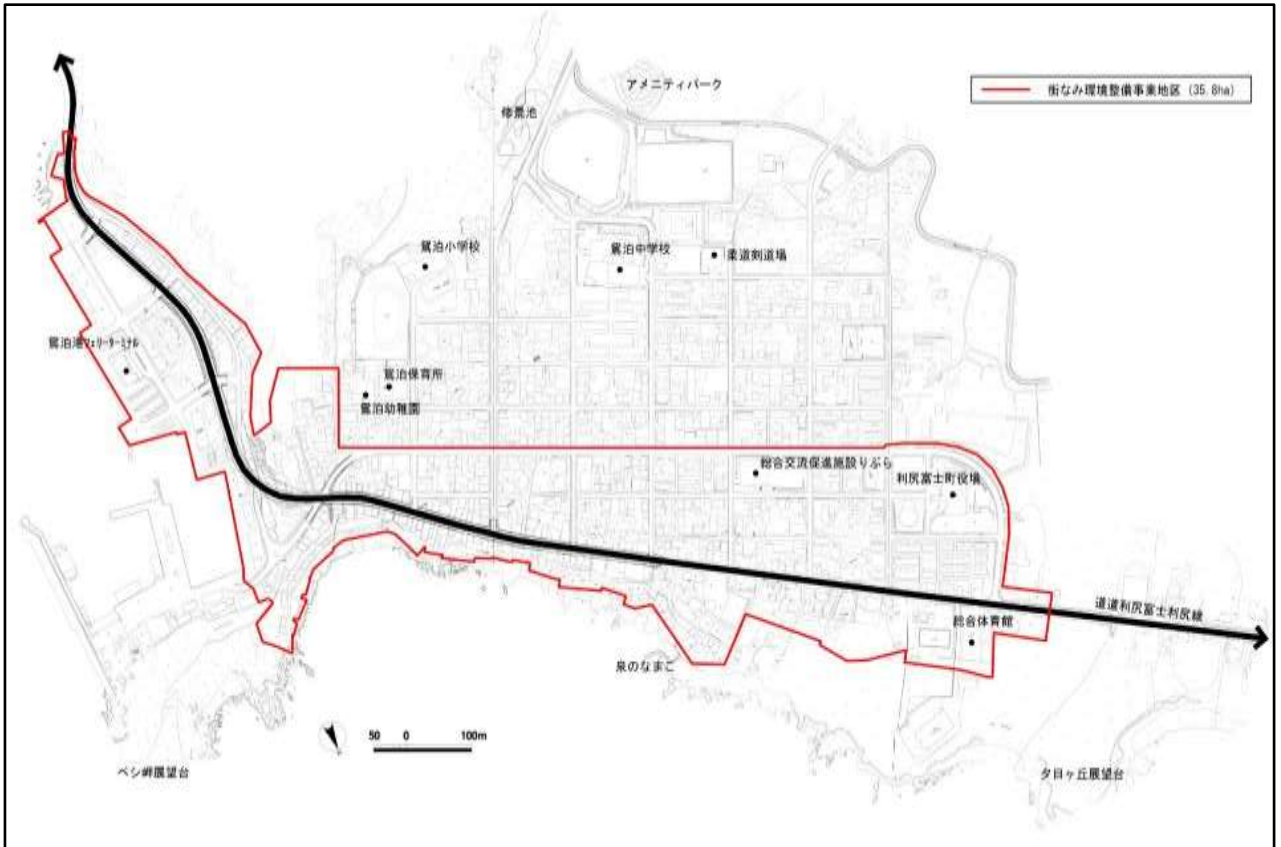 アメニティパーク
街なみ環境整備事業地区 (35.8ha)
修景池
鴛泊小学校
鴛泊中学校
柔道剣道場
鴛泊港フェリーターミナル
鴛泊保育所
鴛泊幼稚園
総合交流促進施設りぷら
利尻富士町役場
道道利尻富士利尻線
総合体育館
泉のなまこ
50 0 100m
ペシ岬展望台
夕日ヶ丘展望台